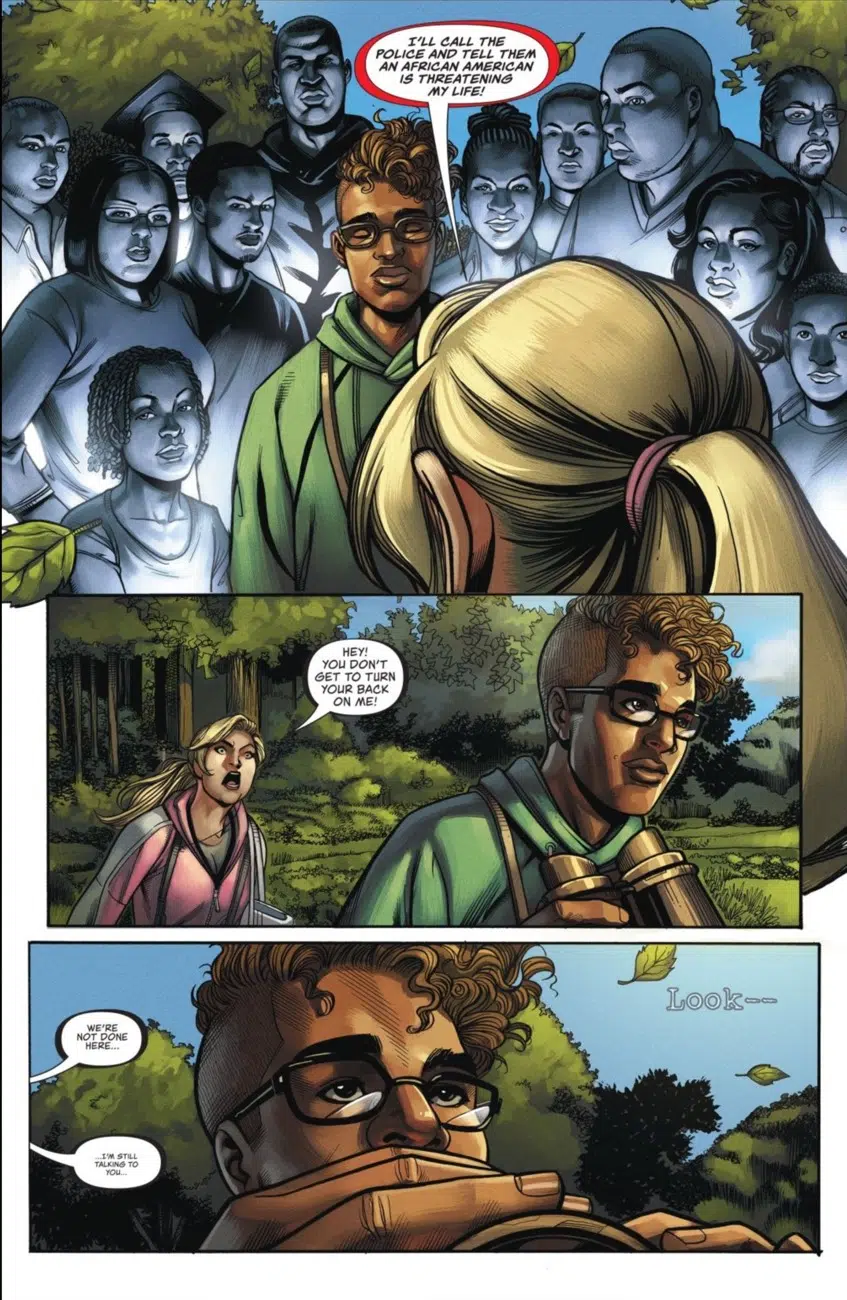 I'LL CALL THE
POLICE AND TELL THEM
AN AFRICAN AMERICAN
IS THREATENING
MY LIFE!
HEY!
YOU DON'T
GET TO TURN
YOUR BACK
ON ME!
Look--
WE'RE
NOT DONE
HERE...
...I'M STILL
TALKING TO
YOU...